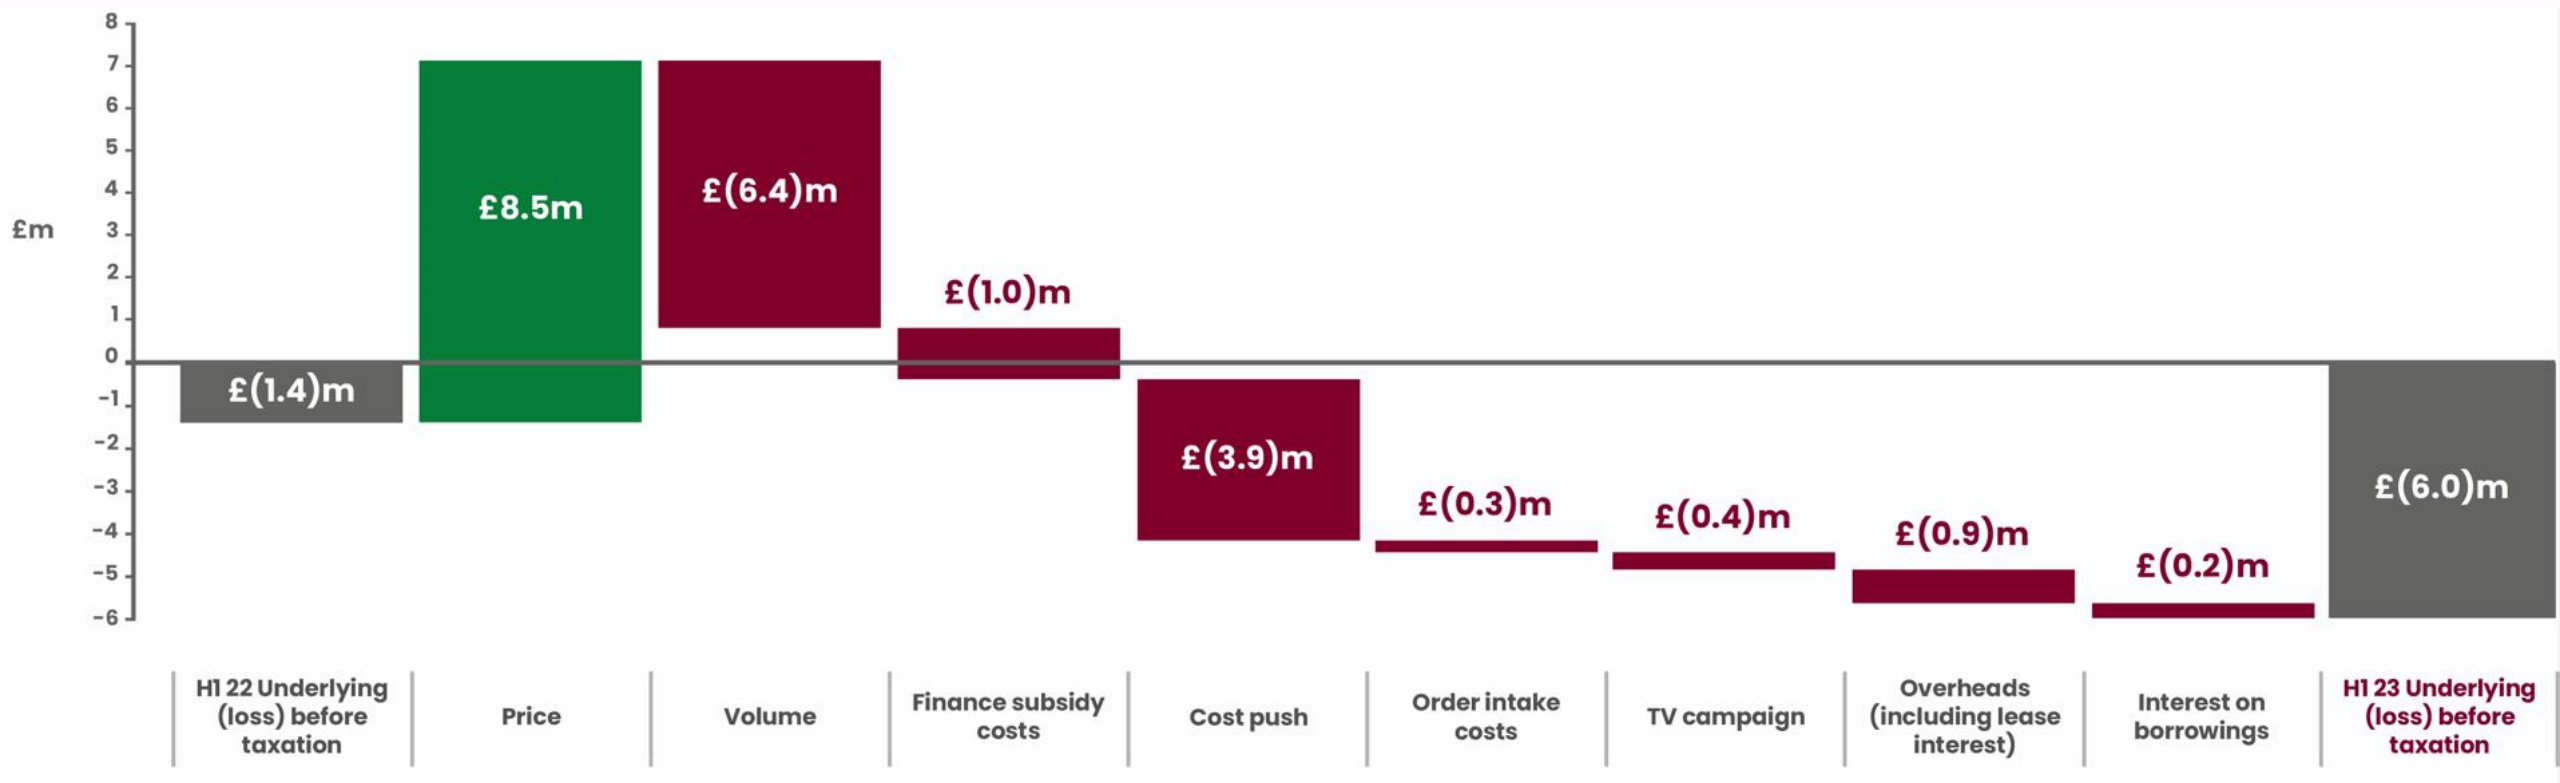 8
7
6
5
4
3
2
1
0
-1
-2
-3
-4
-5
-6
£m
£(1.4)m
£8.5m
£(6.4)m
£(1.0)m
£(3.9)m
£(0.3)m
£(0.4)m
£(0.9)m
£(0.2)m
£(6.0)m
H1 22 Underlying
(loss) before
taxation
Price
Volume
Finance subsidy
costs
Cost push
Order intake
costs
TV campaign
Overheads
(including lease
interest)
Interest on
borrowings
H1 23 Underlying
(loss) before
taxation